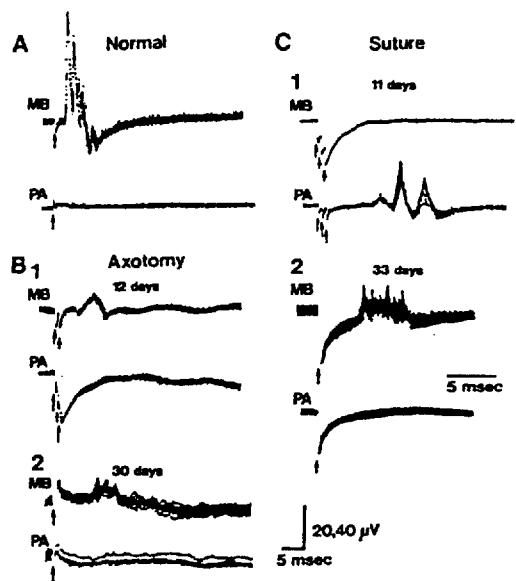 A Normal
MB
PA
B Axotomy
1
12 days
MB
PA
2
30 days
MB
PA
C Suture
1
11 days
MB
PA
2
33 days
MB
5 msec
PA
20,40 µV
5 msec